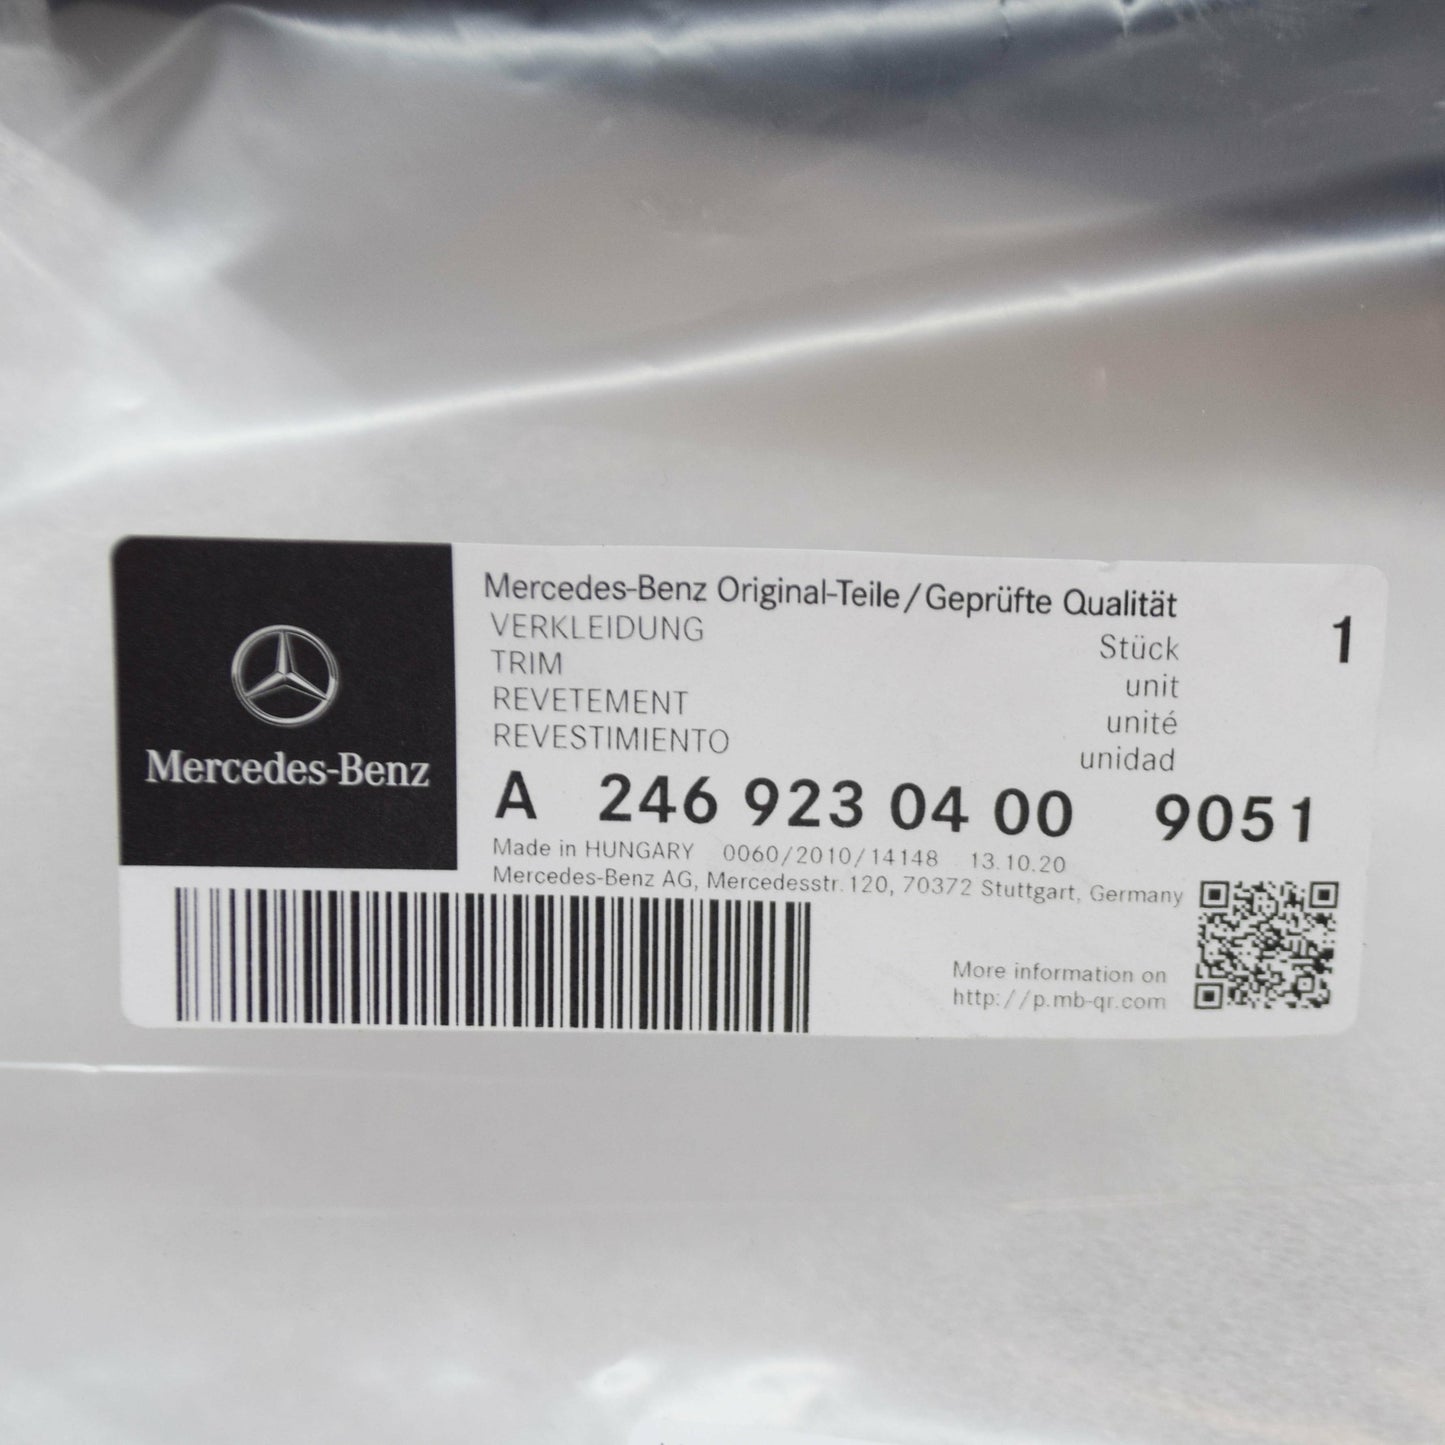 Mercedes-Benz
Mercedes-Benz Original-Teile/Geprüfte Qualität
VERKLEIDUNG
TRIM
REVETEMENT
REVESTIMIENTO
Stück
unit
unité
unidad
1
A 246 923 04 00 9051
Made in HUNGARY 0060/2010/14148 13.10.20
Mercedes-Benz AG, Mercedesstr.120, 70372 Stuttgart, Germany
More information on
http://p.mb-qr.com